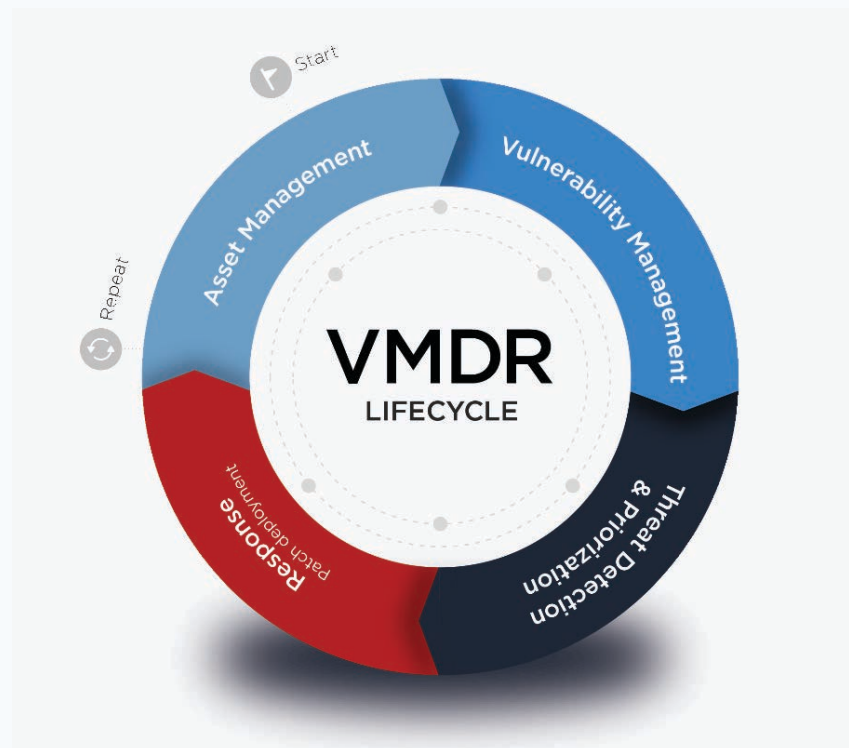 Start
Asset Management
Vulnerability Management
Threat Detection
& Priorization
Response
patch deployment
Repeat
VMDR
LIFECYCLE